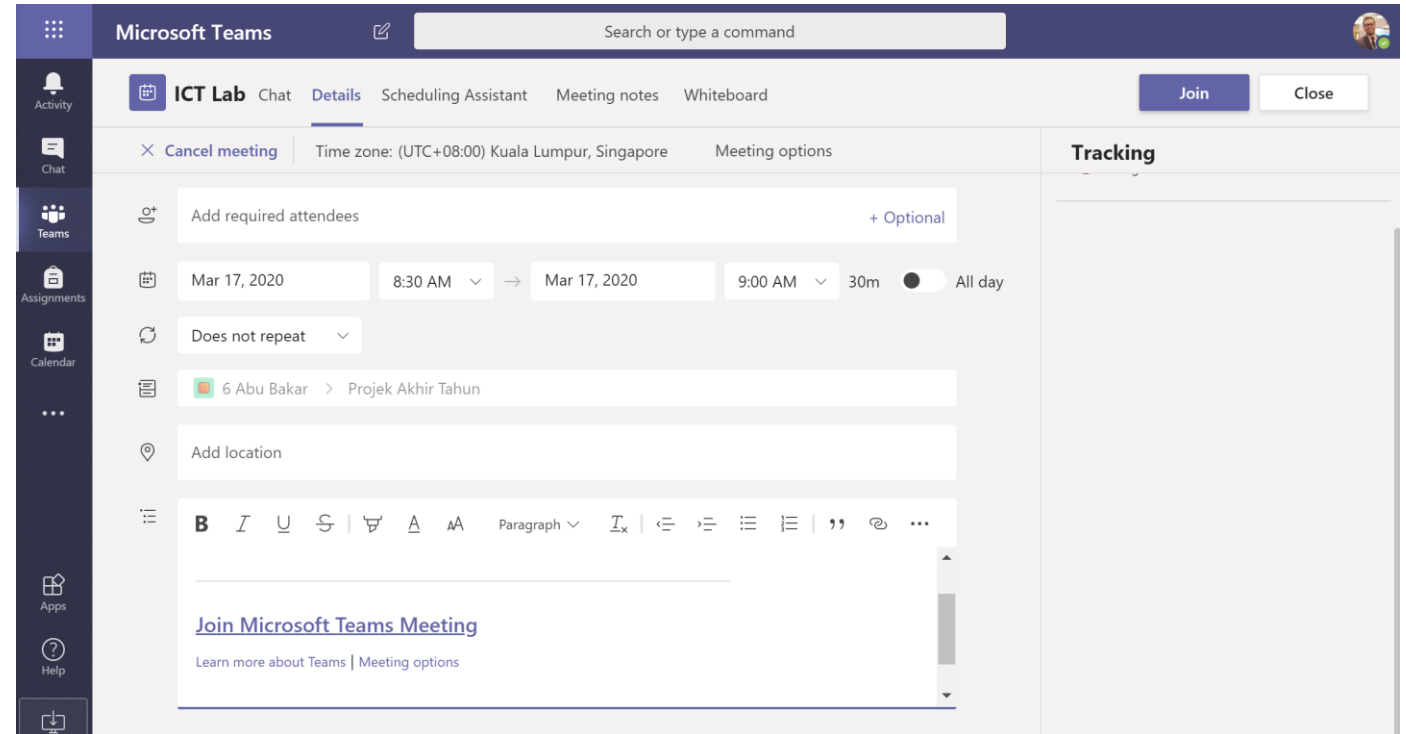 Microsoft Teams
Search or type a command
Activity
Chat
Teams
Assignments
Calendar
Apps
Help
ICT Lab Chat Details Scheduling Assistant Meeting notes Whiteboard
Join Close
Cancel meeting Time zone: (UTC+08:00) Kuala Lumpur, Singapore Meeting options
Tracking
Add required attendees + Optional
Mar 17, 2020 8:30 AM → Mar 17, 2020 9:00 AM 30m All day
Does not repeat
6 Abu Bakar > Projek Akhir Tahun
Add location
B I U S A AA Paragraph Tx
Join Microsoft Teams Meeting
Learn more about Teams | Meeting options